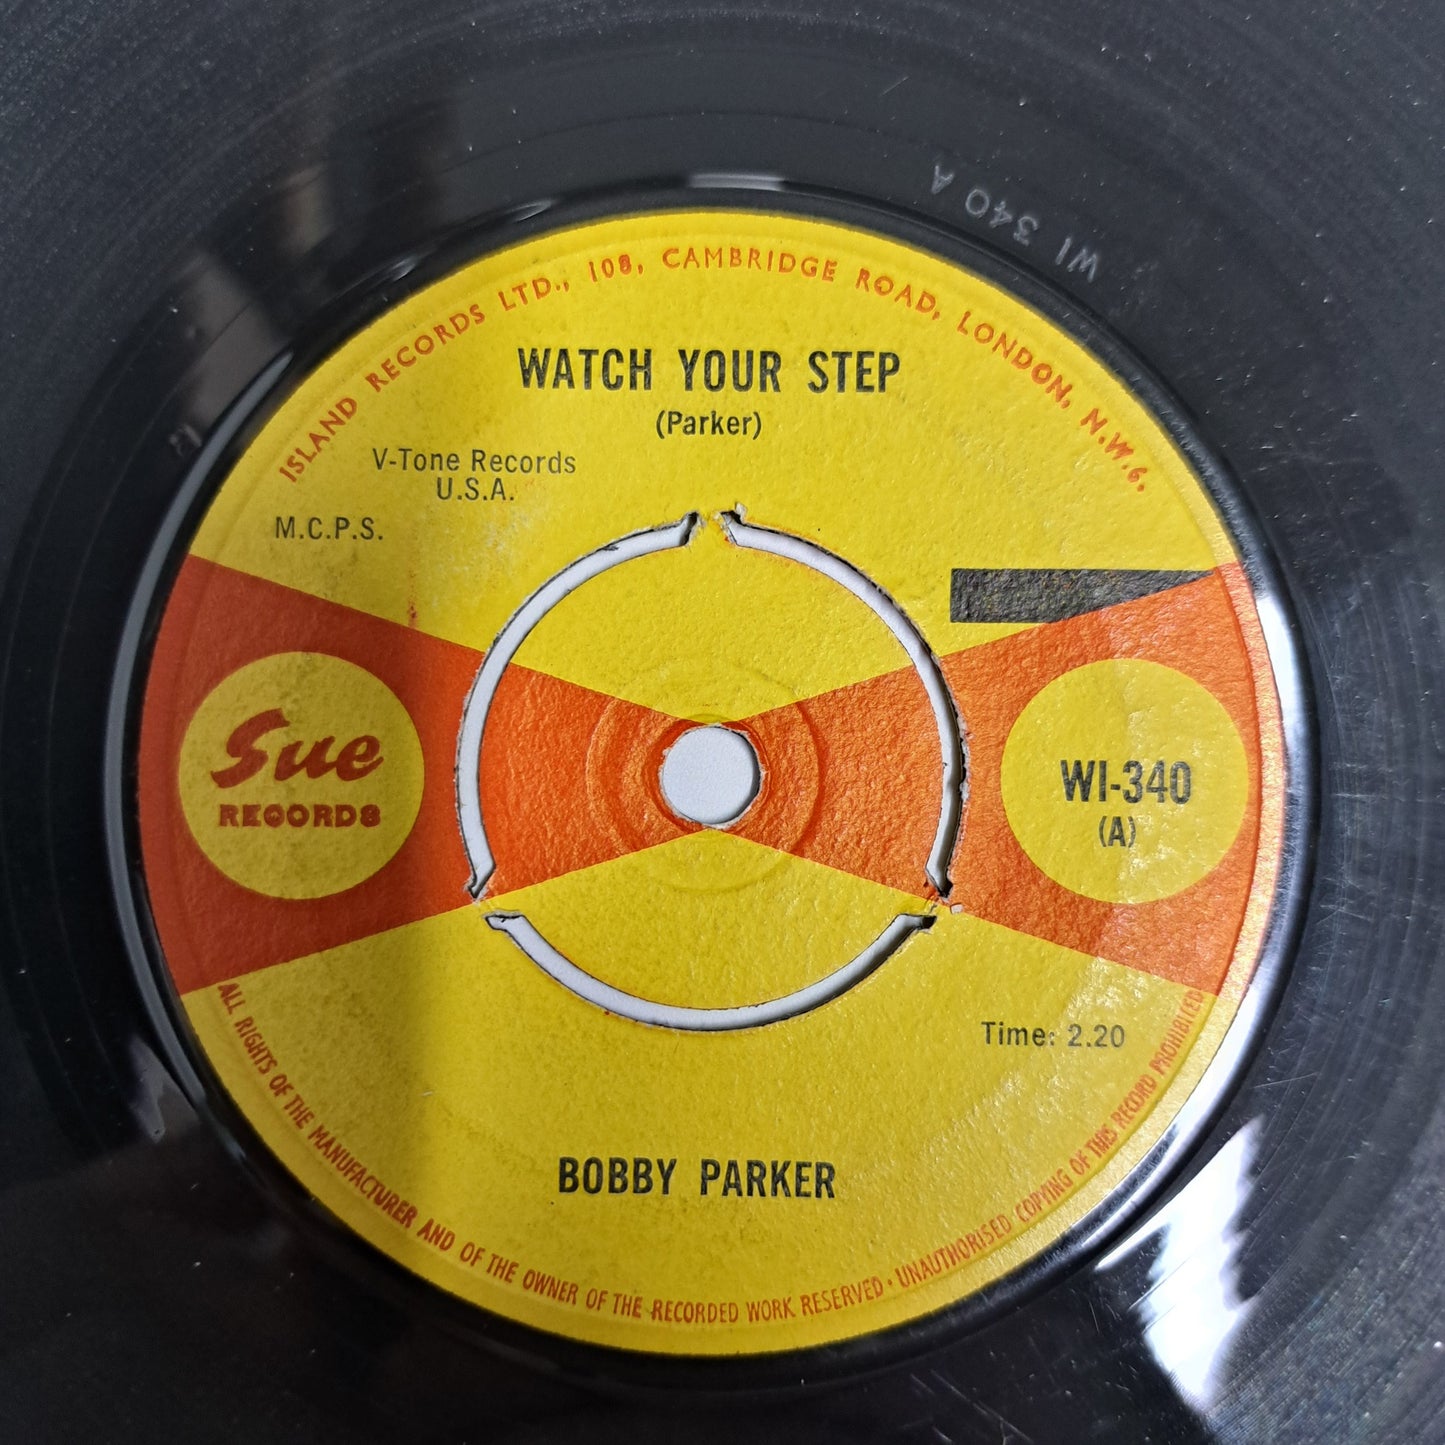 WI 340 A
ISLAND RECORDS LTD., 108, CAMBRIDGE ROAD, LONDON, N.W.6.
WATCH YOUR STEP
(Parker)
V-Tone Records
U.S.A.
M.C.P.S.
Sue
RECORDS
WI-340
(A)
Time: 2.20
BOBBY PARKER
ALL RIGHTS OF THE MANUFACTURER AND OF THE OWNER OF THE RECORDED WORK RESERVED · UNAUTHORISED COPYING OF THIS RECORD PROHIBITED